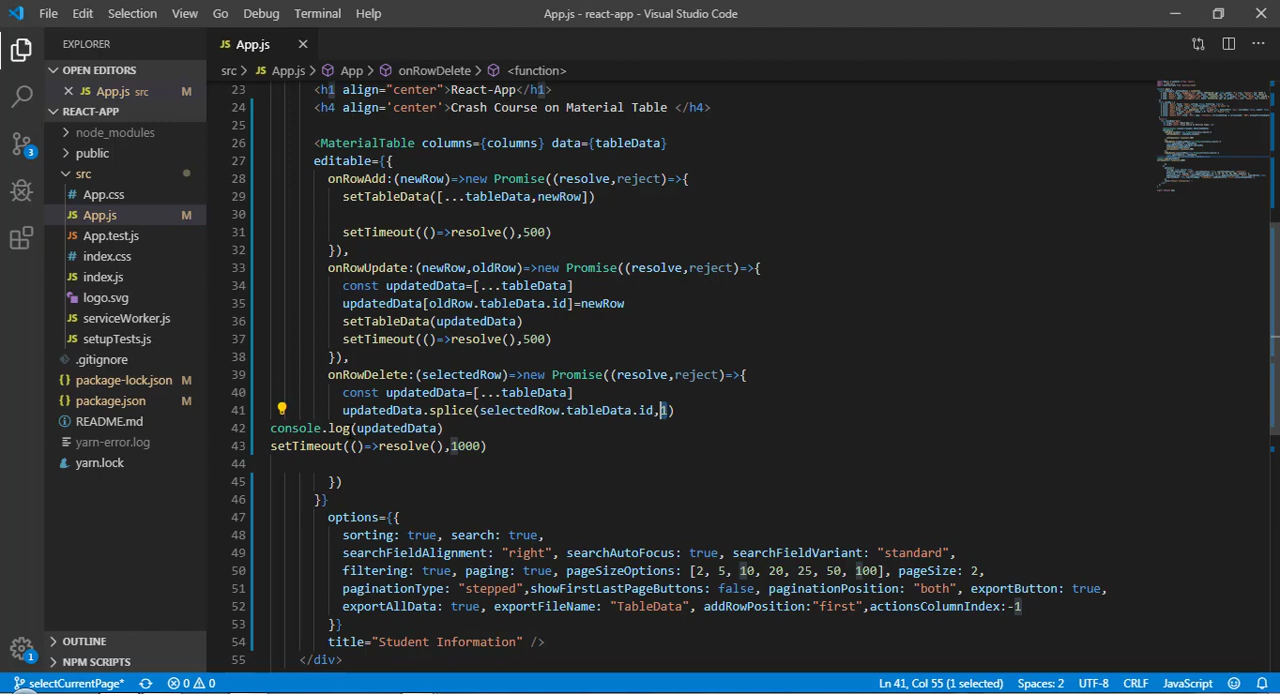 File Edit Selection View Go Debug Terminal Help App.js - react-app - Visual Studio Code
EXPLORER
OPEN EDITORS
App.js src M
REACT-APP
node_modules
public
src
App.css
App.js M
App.test.js
index.css
index.js
logo.svg
serviceWorker.js
setupTests.js
.gitignore
package-lock.json M
package.json M
README.md
yarn-error.log
yarn.lock
OUTLINE
NPM SCRIPTS
3
1
JS App.js
src > JS App.js > App > onRowDelete > <function>
23 <h1 align="center">React-App</h1>
24 <h4 align='center'>Crash Course on Material Table </h4>
25
26 <MaterialTable columns={columns} data={tableData}
27 editable={{
28 onRowAdd:(newRow)=>new Promise((resolve,reject)=>{
29 setTableData([...tableData,newRow])
30
31 setTimeout(()=>resolve(),500)
32 }),
33 onRowUpdate:(newRow,oldRow)=>new Promise((resolve,reject)=>{
34 const updatedData=[...tableData]
35 updatedData[oldRow.tableData.id]=newRow
36 setTableData(updatedData)
37 setTimeout(()=>resolve(),500)
38 }),
39 onRowDelete:(selectedRow)=>new Promise((resolve,reject)=>{
40 const updatedData=[...tableData]
41 updatedData.splice(selectedRow.tableData.id,1)
42 console.log(updatedData)
43 setTimeout(()=>resolve(),1000)
44
45 })
46 }}
47 options={{
48 sorting: true, search: true,
49 searchFieldAlignment: "right", searchAutoFocus: true, searchFieldVariant: "standard",
50 filtering: true, paging: true, pageSizeOptions: [2, 5, 10, 20, 25, 50, 100], pageSize: 2,
51 paginationType: "stepped",showFirstLastPageButtons: false, paginationPosition: "both", exportButton: true,
52 exportAllData: true, exportFileName: "TableData", addRowPosition:"first",actionsColumnIndex:-1
53 }}
54 title="Student Information" />
55 </div>
selectCurrentPage* 0 0 Ln 41, Col 55 (1 selected) Spaces: 2 UTF-8 CRLF JavaScript